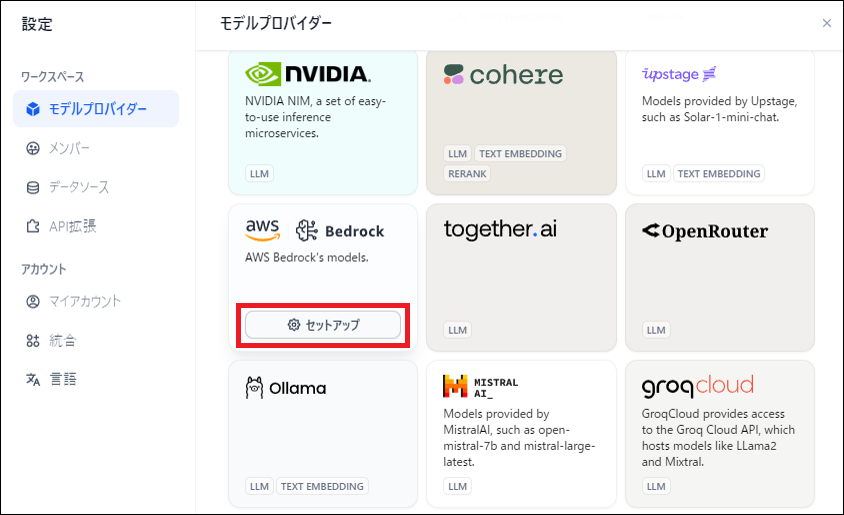 設定
モデルプロバイダー
×
ワークスペース
モデルプロバイダー
メンバー
データソース
API拡張
アカウント
マイアカウント
統合
言語
NVIDIA.
NVIDIA NIM, a set of easy-
to-use inference
microservices.
LLM
cohere
LLM TEXT EMBEDDING
RERANK
upstage
Models provided by Upstage,
such as Solar-1-mini-chat.
LLM TEXT EMBEDDING
aws Bedrock
AWS Bedrock's models.
セットアップ
together.ai
LLM
OpenRouter
LLM
Ollama
LLM TEXT EMBEDDING
MISTRAL
AI_
Models provided by
MistralAI, such as open-
mistral-7b and mistral-large-
latest.
LLM
groqcloud
GroqCloud provides access
to the Groq Cloud API, which
hosts models like LLama2
and Mixtral.
LLM